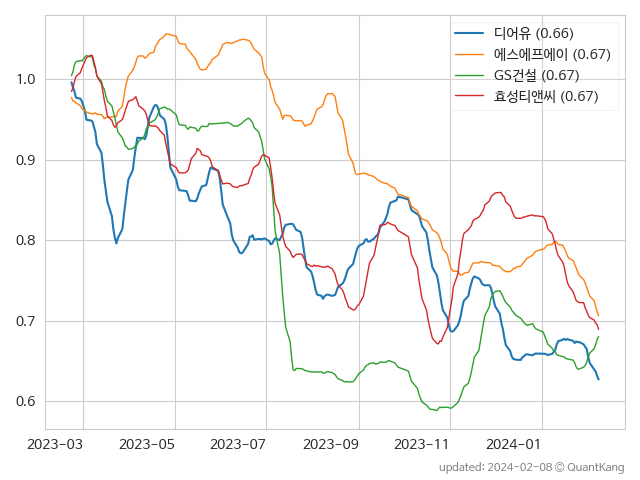 디어유 (0.66)
에스에프에이 (0.67)
GS건설 (0.67)
효성티앤씨 (0.67)
1.0
0.9
0.8
0.7
0.6
2023-03 2023-05 2023-07 2023-09 2023-11 2024-01
updated: 2024-02-08 © QuantKang